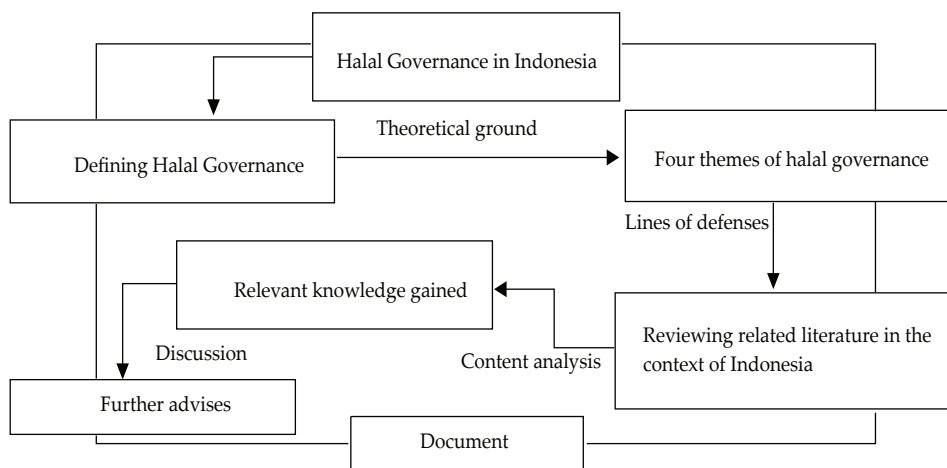 Halal Governance in Indonesia
Defining Halal Governance
Theoretical ground
Four themes of halal governance
Lines of defenses
Reviewing related literature in the
context of Indonesia
Content analysis
Relevant knowledge gained
Discussion
Further advises
Document